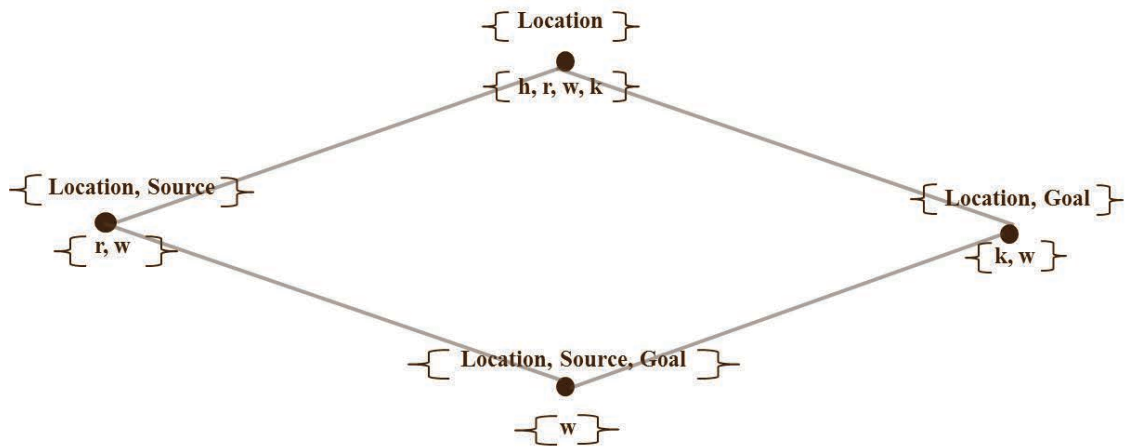 { Location }
{ h, r, w, k }
{ Location, Source }
{ r, w }
{ Location, Goal }
{ k, w }
{ Location, Source, Goal }
{ w }